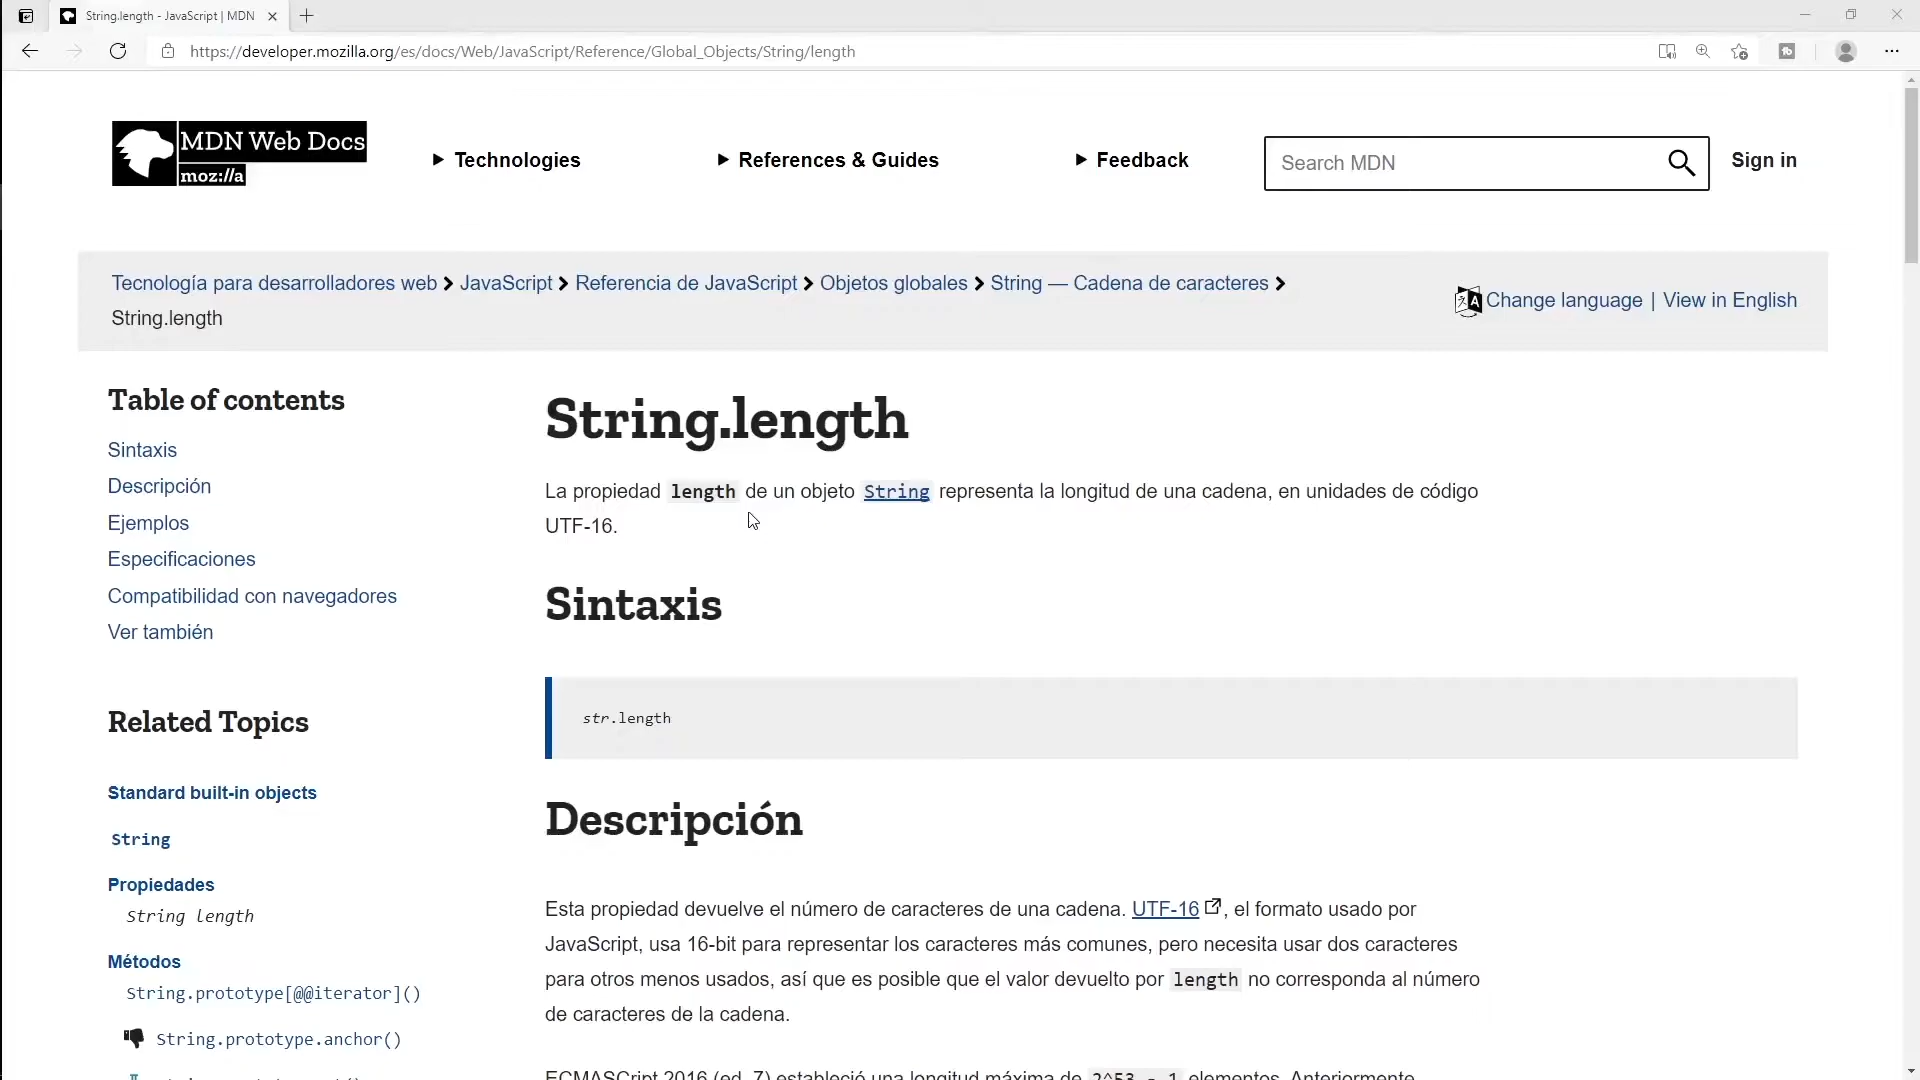 String.length - JavaScript | MDN
https://developer.mozilla.org/es/docs/Web/JavaScript/Reference/Global_Objects/String/length
MDN Web Docs
moz://a
Technologies
References & Guides
Feedback
Search MDN
Sign in
Tecnología para desarrolladores web > JavaScript > Referencia de JavaScript > Objetos globales > String — Cadena de caracteres >
String.length
Change language | View in English
Table of contents
Sintaxis
Descripción
Ejemplos
Especificaciones
Compatibilidad con navegadores
Ver también
Related Topics
Standard built-in objects
String
Propiedades
String length
Métodos
String.prototype[@@iterator]()
String.prototype.anchor()
String.length
La propiedad length de un objeto String representa la longitud de una cadena, en unidades de código
UTF-16.
Sintaxis
str.length
Descripción
Esta propiedad devuelve el número de caracteres de una cadena. UTF-16, el formato usado por
JavaScript, usa 16-bit para representar los caracteres más comunes, pero necesita usar dos caracteres
para otros menos usados, así que es posible que el valor devuelto por length no corresponda al número
de caracteres de la cadena.
ECMAScript 2016 (ed. 7) estableció una longitud máxima de 2^53 - 1 elementos. Anteriormente